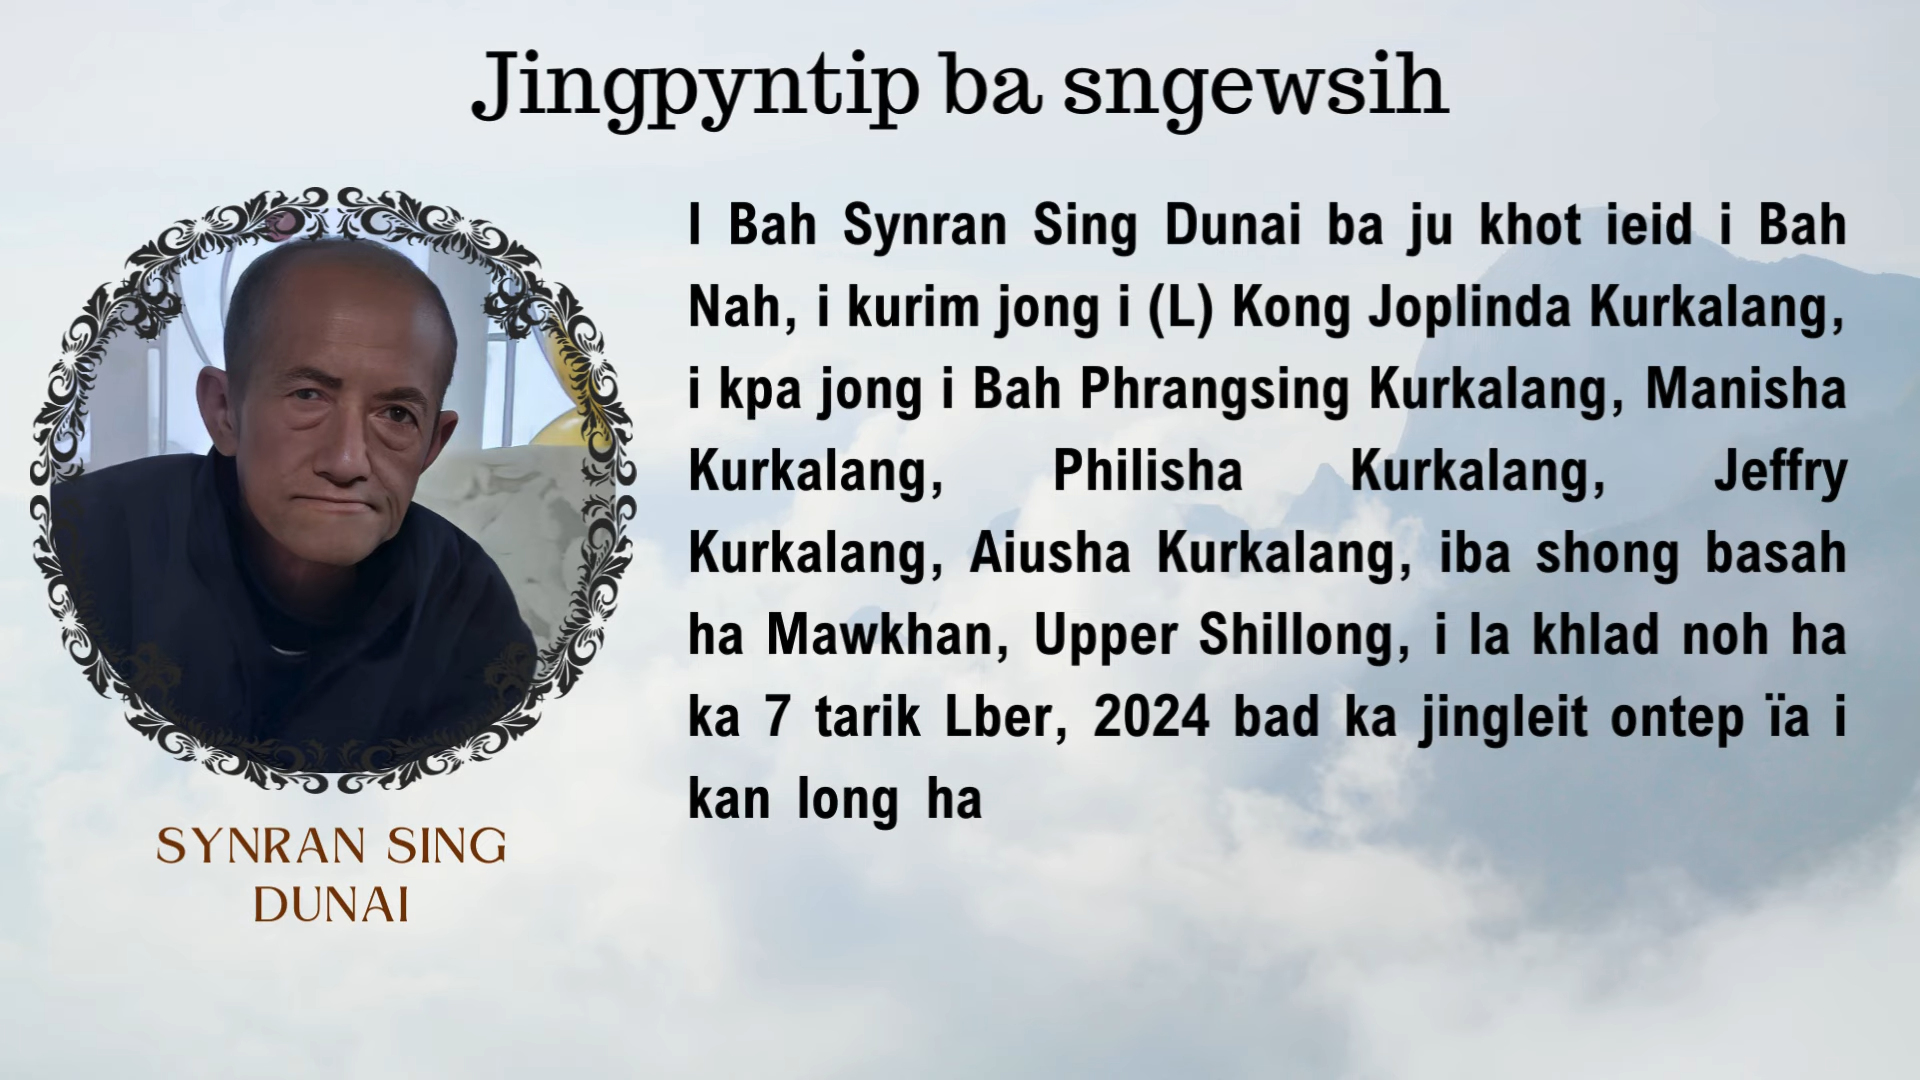 Jingpyntip ba sngewsih
I Bah Synran Sing Dunai ba ju khot ieid i Bah
Nah, i kurim jong i (L) Kong Joplinda Kurkalang,
i kpa jong i Bah Phrangsing Kurkalang, Manisha
Kurkalang, Philisha Kurkalang, Jeffry
Kurkalang, Aiusha Kurkalang, iba shong basah
ha Mawkhan, Upper Shillong, i la khlad noh ha
ka 7 tarik Lber, 2024 bad ka jingleit ontep ïa i
kan long ha
SYNRAN SING
DUNAI